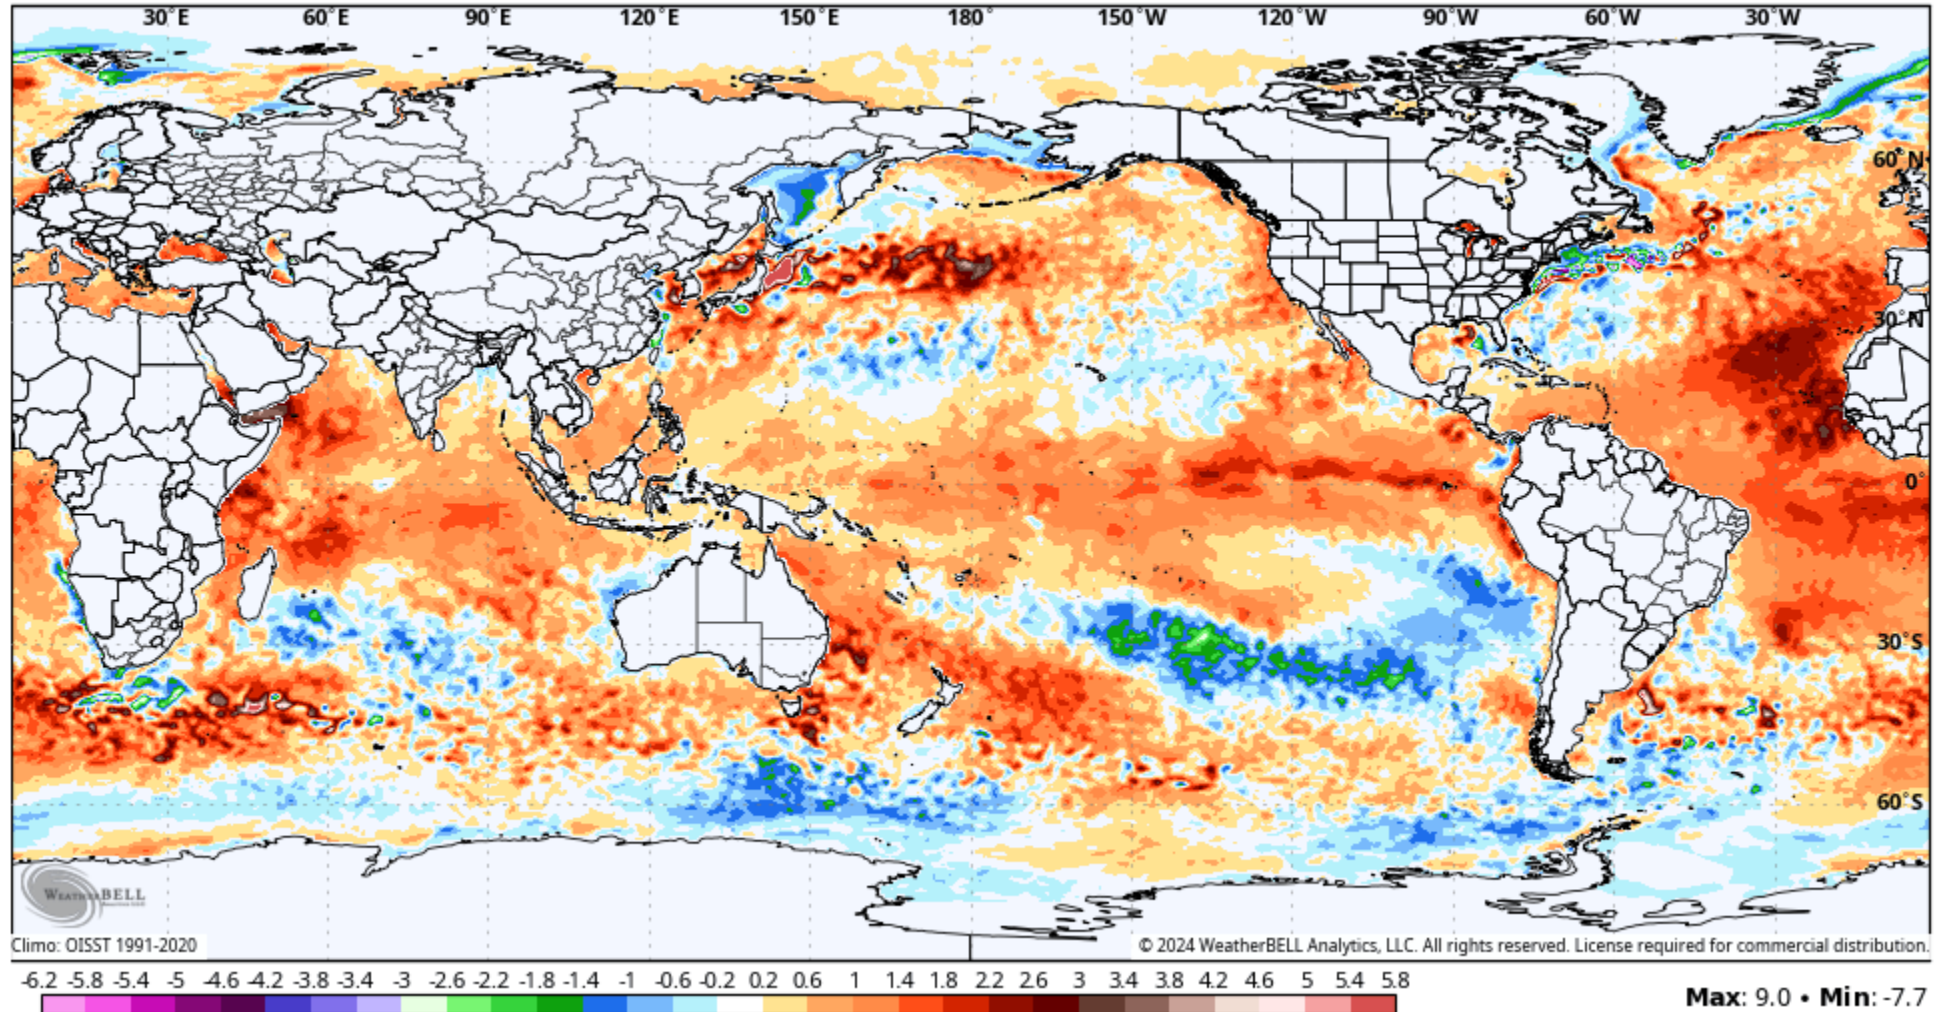 30°E 60°E 90°E 120°E 150°E 180° 150°W 120°W 90°W 60°W 30°W
60°N
30°N
0°
30°S
60°S
WEATHERBELL
Climo: OISST 1991-2020
© 2024 WeatherBELL Analytics, LLC. All rights reserved. License required for commercial distribution.
-6.2 -5.8 -5.4 -5 -4.6 -4.2 -3.8 -3.4 -3 -2.6 -2.2 -1.8 -1.4 -1 -0.6 -0.2 0.2 0.6 1 1.4 1.8 2.2 2.6 3 3.4 3.8 4.2 4.6 5 5.4 5.8
Max: 9.0 • Min: -7.7